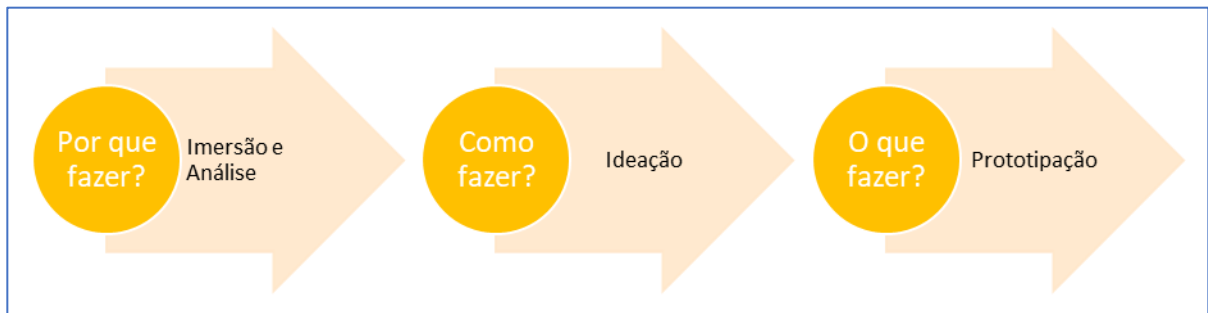 Por que
fazer?
Imersão e
Análise
Como
fazer?
Ideação
O que
fazer?
Prototipação